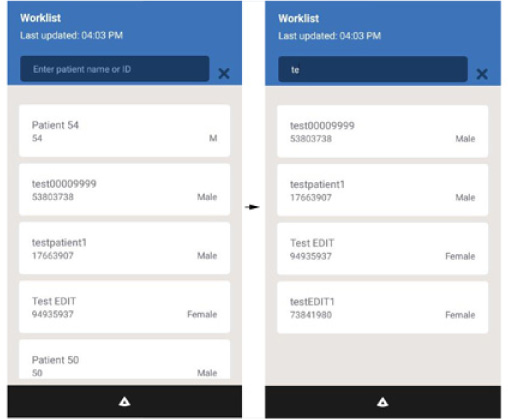 Worklist
Last updated: 04:03 PM
Enter patient name or ID
Patient 54
54 M
test00009999
53803738 Male
testpatient1
17663907 Male
Test EDIT
94935937 Female
Patient 50
50 Male
Worklist
Last updated: 04:03 PM
te
test00009999
53803738 Male
testpatient1
17663907 Male
Test EDIT
94935937 Female
testEDIT1
73841980 Female